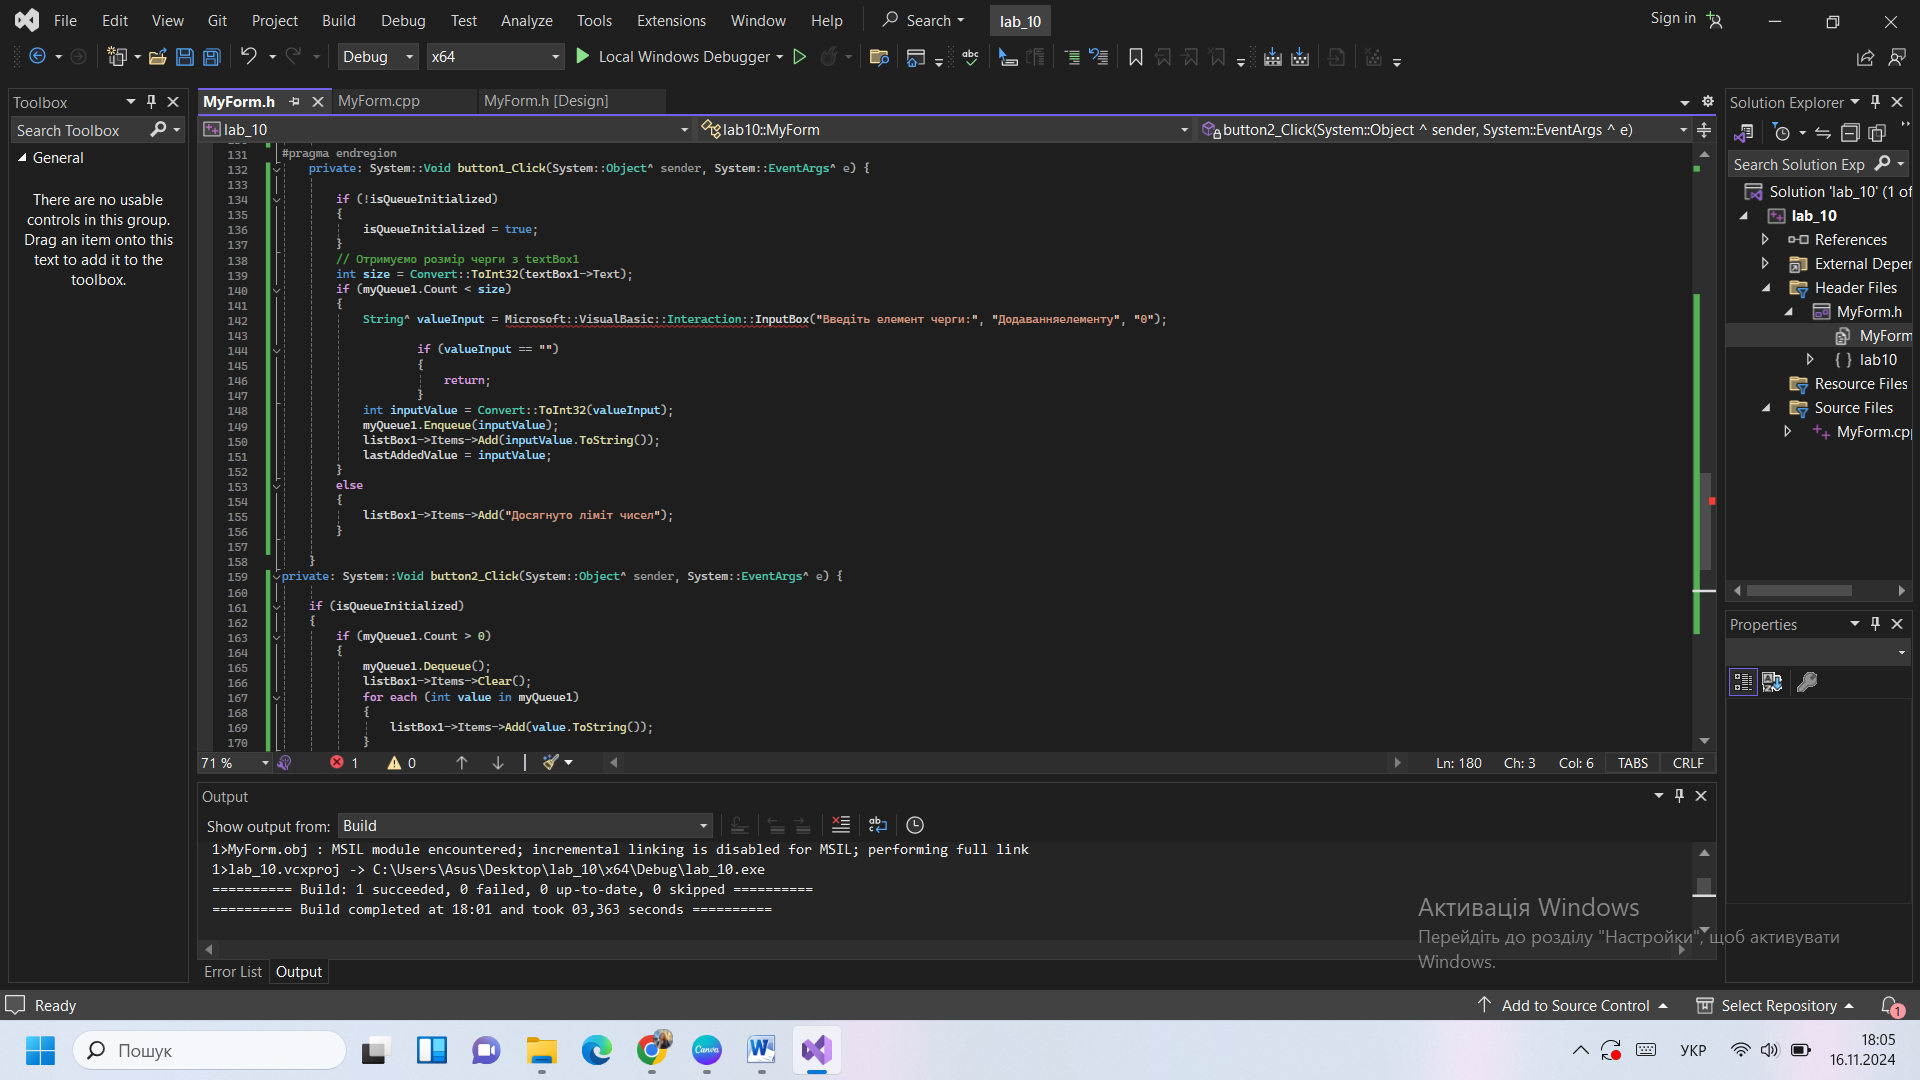 File Edit View Git Project Build Debug Test Analyze Tools Extensions Window Help Search lab_10 Sign in
Debug x64 Local Windows Debugger
Toolbox
Search Toolbox
General
There are no usable
controls in this group.
Drag an item onto this
text to add it to the
toolbox.
MyForm.h MyForm.cpp MyForm.h [Design]
lab_10 lab10::MyForm button2_Click(System::Object ^ sender, System::EventArgs ^ e)
131 #pragma endregion
132 private: System::Void button1_Click(System::Object^ sender, System::EventArgs^ e) {
133
134 if (!isQueueInitialized)
135 {
136 isQueueInitialized = true;
137 }
138 // Отримуємо розмір черги з textBox1
139 int size = Convert::ToInt32(textBox1->Text);
140 if (myQueue1.Count < size)
141 {
142 String^ valueInput = Microsoft::VisualBasic::Interaction::InputBox("Введіть елемент черги:", "Додаванняелементу", "0");
143
144 if (valueInput == "")
145 {
146 return;
147 }
148 int inputValue = Convert::ToInt32(valueInput);
149 myQueue1.Enqueue(inputValue);
150 listBox1->Items->Add(inputValue.ToString());
151 lastAddedValue = inputValue;
152 }
153 else
154 {
155 listBox1->Items->Add("Досягнуто ліміт чисел");
156 }
157
158 }
159 private: System::Void button2_Click(System::Object^ sender, System::EventArgs^ e) {
160
161 if (isQueueInitialized)
162 {
163 if (myQueue1.Count > 0)
164 {
165 myQueue1.Dequeue();
166 listBox1->Items->Clear();
167 for each (int value in myQueue1)
168 {
169 listBox1->Items->Add(value.ToString());
170 }
71 % 1 0 Ln: 180 Ch: 3 Col: 6 TABS CRLF
Output
Show output from: Build
1>MyForm.obj : MSIL module encountered; incremental linking is disabled for MSIL; performing full link
1>lab_10.vcxproj -> C:\Users\Asus\Desktop\lab_10\x64\Debug\lab_10.exe
========== Build: 1 succeeded, 0 failed, 0 up-to-date, 0 skipped ==========
========== Build completed at 18:01 and took 03,363 seconds ==========
Error List Output
Solution Explorer
Search Solution Exp
Solution 'lab_10' (1 of
lab_10
References
External Deper
Header Files
MyForm.h
MyForm
{ } lab10
Resource Files
Source Files
MyForm.cpp
Properties
Активація Windows
Перейдіть до розділу "Настройки", щоб активувати
Windows.
Ready Add to Source Control Select Repository 1
Пошук Canva УКР 18:05
16.11.2024